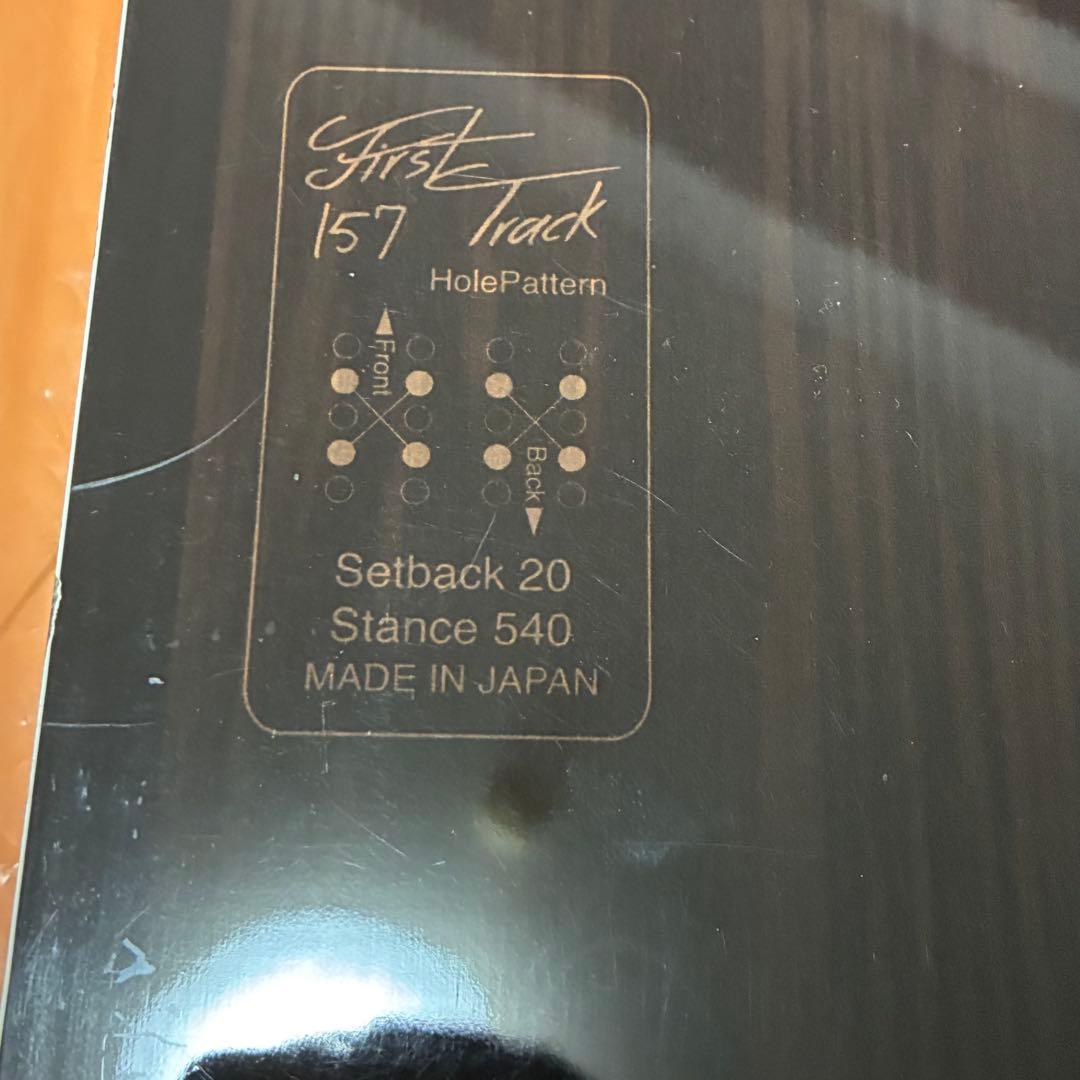 First
157 Track
HolePattern
Front
Back
Setback 20
Stance 540
MADE IN JAPAN